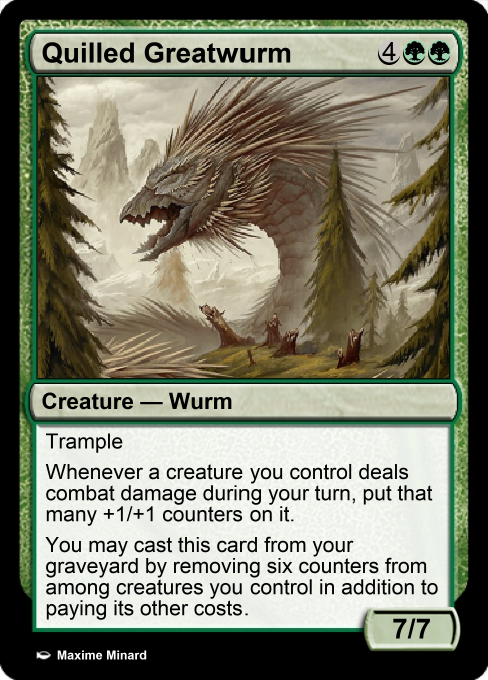 Quilled Greatwurm 4
Creature — Wurm
Trample
Whenever a creature you control deals
combat damage during your turn, put that
many +1/+1 counters on it.
You may cast this card from your
graveyard by removing six counters from
among creatures you control in addition to
paying its other costs.
7/7
Maxime Minard